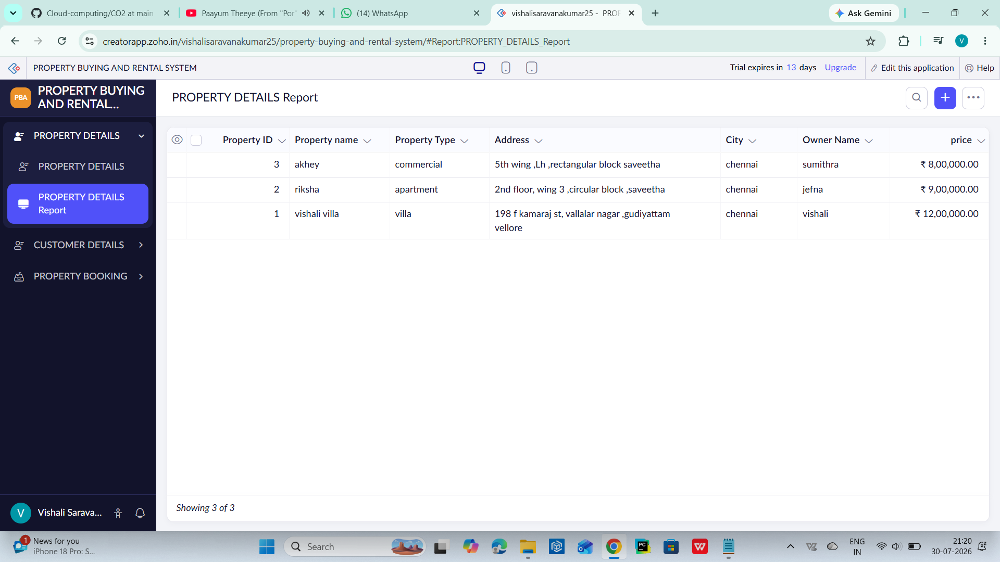 Cloud-computing/CO2 at main
Paayum Theeye (From "Por"
(14) WhatsApp
vishalisaravanakumar25 - PROP
Ask Gemini
creatorapp.zoho.in/vishalisaravanakumar25/property-buying-and-rental-system/#Report:PROPERTY_DETAILS_Report
V
PROPERTY BUYING AND RENTAL SYSTEM
Trial expires in 13 days Upgrade
Edit this application
Help
PBA
PROPERTY BUYING
AND RENTAL...
PROPERTY DETAILS
PROPERTY DETAILS
PROPERTY DETAILS
Report
CUSTOMER DETAILS
PROPERTY BOOKING
PROPERTY DETAILS Report
Property ID Property name Property Type Address City Owner Name price
3 akhey commercial 5th wing ,Lh ,rectangular block saveetha chennai sumithra ₹ 8,00,000.00
2 riksha apartment 2nd floor, wing 3 ,circular block ,saveetha chennai jefna ₹ 9,00,000.00
1 vishali villa villa 198 f kamaraj st, vallalar nagar ,gudiyattam chennai vishali ₹ 12,00,000.00
vellore
Showing 3 of 3
V
Vishali Sarava...
1
News for you
iPhone 18 Pro: S...
Search
PC
W
ENG
IN
21:20
30-07-2026